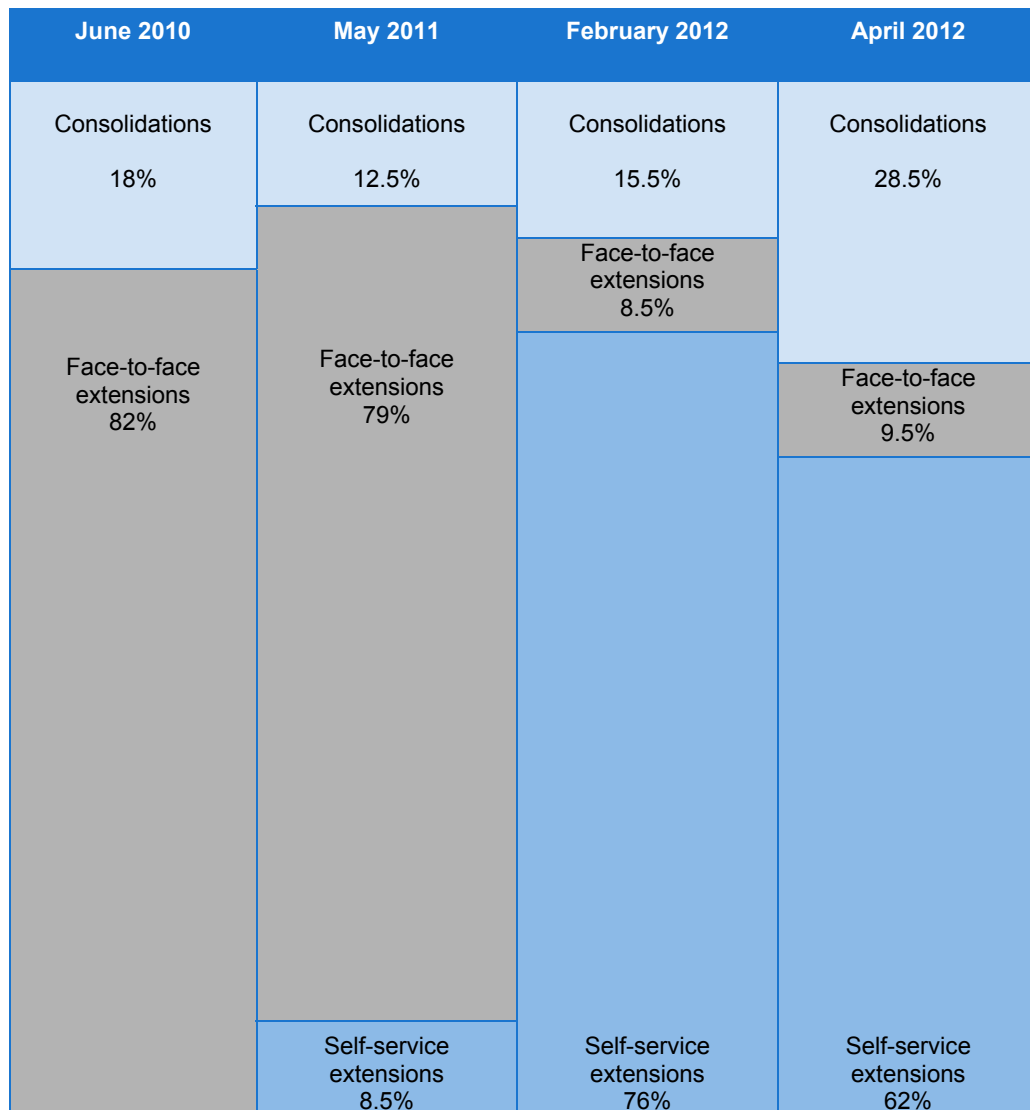 June 2010
May 2011
February 2012
April 2012
Consolidations
18%
Consolidations
12.5%
Consolidations
15.5%
Consolidations
28.5%
Face-to-face
extensions
82%
Face-to-face
extensions
79%
Face-to-face
extensions
8.5%
Face-to-face
extensions
9.5%
Self-service
extensions
8.5%
Self-service
extensions
76%
Self-service
extensions
62%